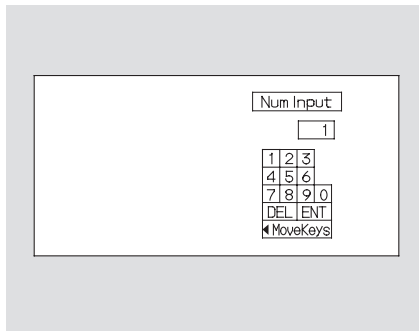 Num Input
1
1 2 3
4 5 6
7 8 9 0
DEL ENT
◀MoveKeys